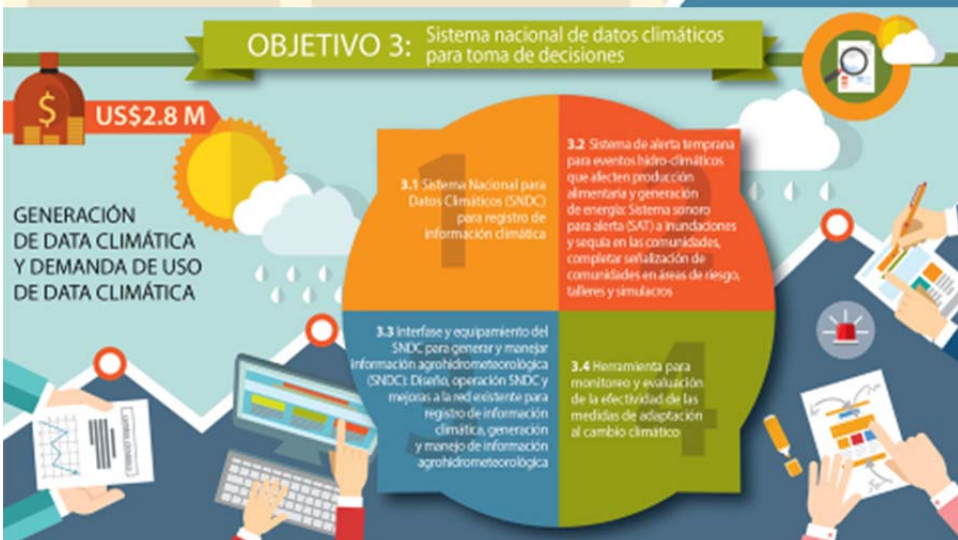 OBJETIVO 3: Sistema nacional de datos climáticos
para toma de decisiones
$
US$2.8 M
GENERACIÓN
DE DATA CLIMÁTICA
Y DEMANDA DE USO
DE DATA CLIMÁTICA
1
3.1 Sistema Nacional para
Datos Climáticos (SNDC)
para registro de
información climática
2
3.2 Sistema de alerta temprana
para eventos hidro-climáticos
que afecten producción
alimentaria y generación
de energía: Sistema sonoro
para alerta (SAT) a inundaciones
y sequía en las comunidades,
completar señalización de
comunidades en áreas de riesgo,
talleres y simulacros
3
3.3 Interfase y equipamiento del
SNDC para generar y manejar
información agrohidrometeorológica
(SNDC): Diseño, operación SNDC y
mejoras a la red existente para
registro de información
climática, generación
y manejo de información
agrohidrometeorológica
4
3.4 Herramienta para
monitoreo y evaluación
de la efectividad de las
medidas de adaptación
al cambio climático